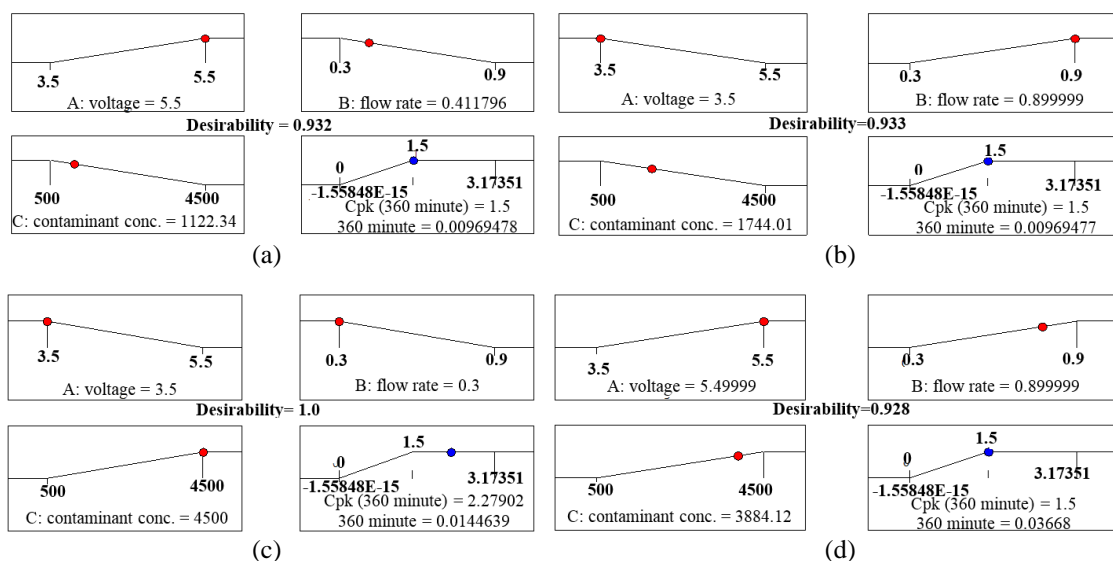 3.5
5.5
A: voltage = 5.5
0.3
0.9
B: flow rate = 0.411796
Desirability = 0.932
500
4500
C: contaminant conc. = 1122.34
0
1.5
-1.55848E-15
3.17351
Cpk (360 minute) = 1.5
360 minute = 0.00969478
(a)
3.5
5.5
A: voltage = 3.5
0.3
0.9
B: flow rate = 0.899999
Desirability=0.933
500
4500
C: contaminant conc. = 1744.01
0
1.5
-1.55848E-15
3.17351
Cpk (360 minute) = 1.5
360 minute = 0.00969477
(b)
3.5
5.5
A: voltage = 3.5
0.3
0.9
B: flow rate = 0.3
Desirability= 1.0
500
4500
C: contaminant conc. = 4500
0
1.5
-1.55848E-15
3.17351
Cpk (360 minute) = 2.27902
360 minute = 0.0144639
(c)
3.5
5.5
A: voltage = 5.49999
0.3
0.9
B: flow rate = 0.899999
Desirability=0.928
500
4500
C: contaminant conc. = 3884.12
0
1.5
-1.55848E-15
3.17351
Cpk (360 minute) = 1.5
360 minute = 0.03668
(d)